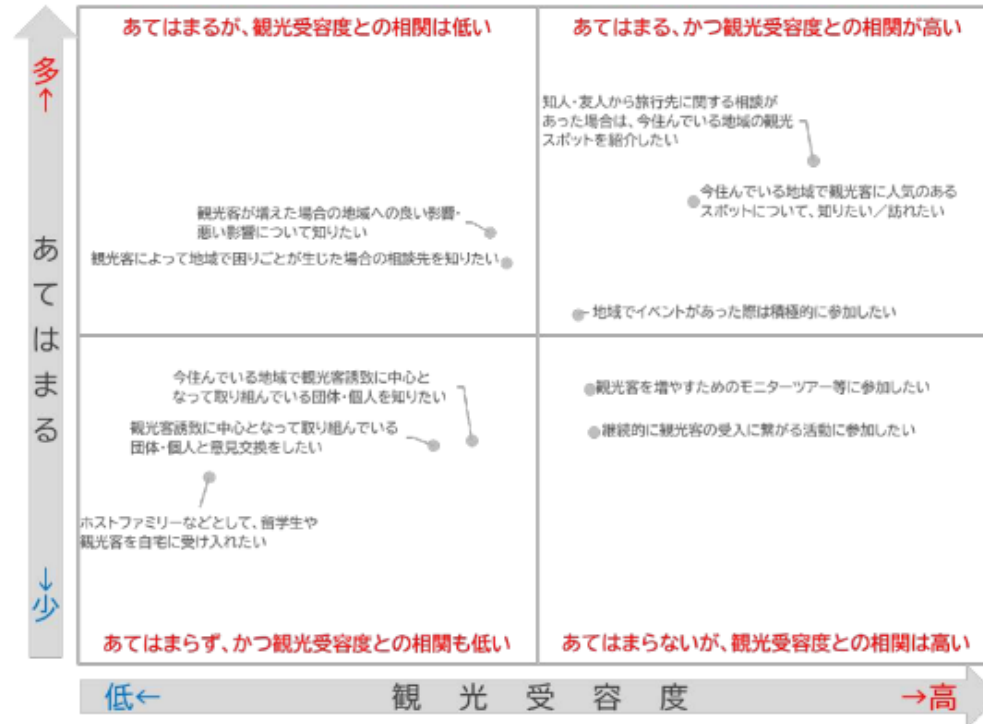 あてはまるが、観光受容度との相関は低い
あてはまる、かつ観光受容度との相関が高い
多
↑
あてはまる
↓
少
知人・友人から旅行先に関する相談が
あった場合は、今住んでいる地域の観光
スポットを紹介したい
今住んでいる地域で観光客に人気のある
スポットについて、知りたい／訪れたい
観光客が増えた場合の地域への良い影響・
悪い影響について知りたい
観光客によって地域で困りごとが生じた場合の相談先を知りたい
地域でイベントがあった際は積極的に参加したい
今住んでいる地域で観光客誘致に中心と
なって取り組んでいる団体・個人を知りたい
観光客誘致に中心となって取り組んでいる
団体・個人と意見交換をしたい
ホストファミリーなどとして、留学生や
観光客を自宅に受け入れたい
観光客を増やすためのモニターツアー等に参加したい
継続的に観光客の受入に繋がる活動に参加したい
あてはまらず、かつ観光受容度との相関も低い
あてはまらないが、観光受容度との相関は高い
低← 観光受容度 →高